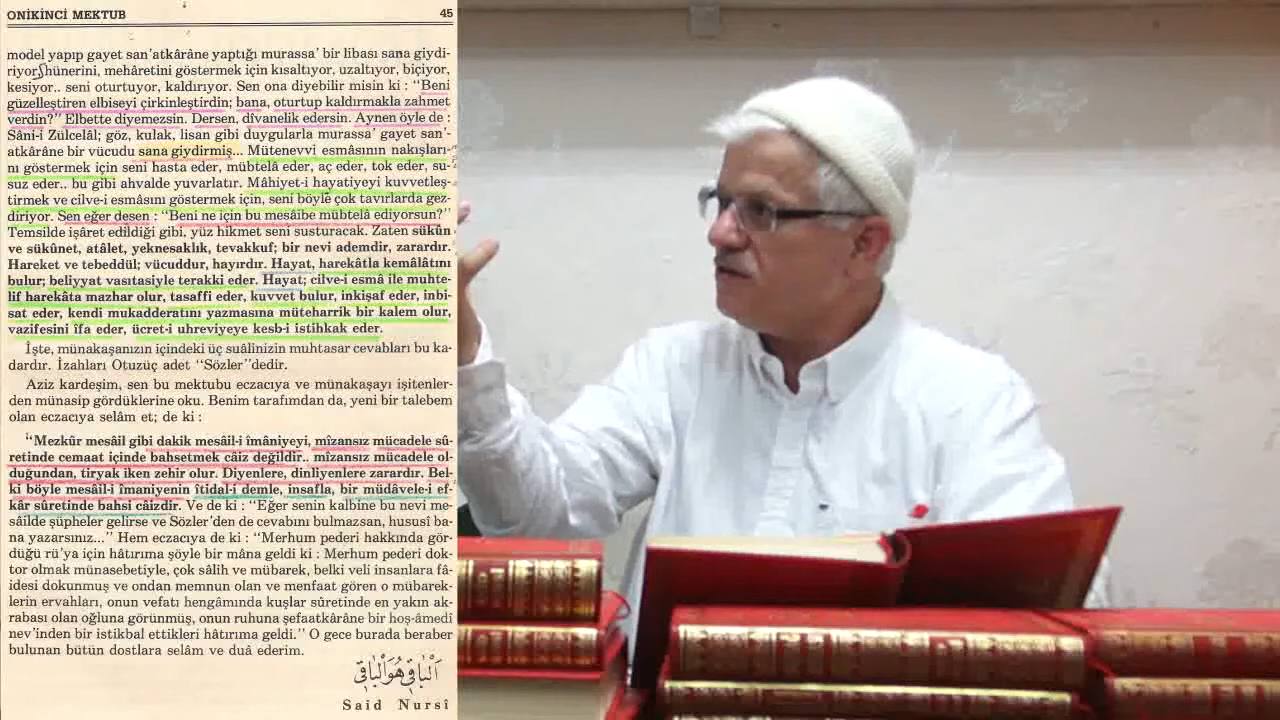 ONİKİNCİ MEKTUB 45
model yapıp gayet san'atkârâne yaptığı murassa' bir libası sana giydi-
riyor hünerini, mehâretini göstermek için kısaltıyor, uzaltıyor, biçiyor,
kesiyor.. seni oturtuyor, kaldırıyor. Sen ona diyebilir misin ki : "Beni
güzelleştiren elbiseyi çirkinleştirdin; bana, oturtup kaldırmakla zahmet
verdin?" Elbette diyemezsin. Dersen, dîvanelik edersin. Aynen öyle de :
Sâni-i Zülcelâl; göz, kulak, lisan gibi duygularla murassa' gayet san'-
atkârâne bir vücudu sana giydirmiş... Mütenevvi esmâsının nakışları-
nı göstermek için seni hasta eder, mübtelâ eder, aç eder, tok eder, su-
suz eder.. bu gibi ahvalde yuvarlatır. Mâhiyet-i hayatiyeyi kuvvetleş-
tirmek ve cilve-i esmâsını göstermek için, seni böyle çok tavırlarda gez-
diriyor. Sen eğer desen : "Beni ne için bu mesâibe mübtelâ ediyorsun?"
Temsilde işâret edildiği gibi, yüz hikmet seni susturacak. Zaten sükûn
ve sükûnet, atâlet, yeknesaklık, tevakkuf; bir nevi ademdir, zarardır.
Hareket ve tebeddül; vücuddur, hayırdır. Hayat, harekâtla kemâlâtını
bulur; beliyyat vasıtasiyle terakki eder. Hayat; cilve-i esmâ ile muhte-
lif harekâta mazhar olur, tasaffi eder, kuvvet bulur, inkişaf eder, inbi-
sat eder, kendi mukadderatını yazmasına müteharrik bir kalem olur,
vazifesini îfa eder, ücret-i uhreviyeye kesb-i istihkak eder.
İşte, münakaşanızın içindeki üç suâlinizin muhtasar cevabları bu ka-
dardır. İzahları Otuzüç adet "Sözler"dedir.
Aziz kardeşim, sen bu mektubu eczacıya ve münakaşayı işitenler-
den münasip gördüklerine oku. Benim tarafımdan da, yeni bir talebem
olan eczacıya selâm et; de ki :
"Mezkûr mesâil gibi dakik mesâil-i îmâniyeyi, mîzansız mücadele sû-
retinde cemaat içinde bahsetmek câiz değildir.. mîzansız mücadele ol-
duğundan, tiryak iken zehir olur. Diyenlere, dinliyenlere zarardır. Bel-
ki böyle mesâil-i îmaniyenin îtidal-i demle, insafla, bir müdâvele-i ef-
kâr sûretinde bahsi câizdir. Ve de ki : "Eğer senin kalbine bu nevi me-
sâilde şüpheler gelirse ve Sözler'den de cevabını bulmazsan, hususî ba-
na yazarsınız..." Hem eczacıya de ki : "Merhum pederi hakkında gör-
düğü rü'ya için hâtırıma şöyle bir mâna geldi ki : Merhum pederi dok-
tor olmak münasebetiyle, çok sâlih ve mübarek, belki veli insanlara fâ-
idesi dokunmuş ve ondan memnun olan ve menfaat gören o mübarek-
lerin ervahları, onun vefatı hengâmında kuşlar sûretinde en yakın ak-
rabası olan oğluna görünmüş, onun ruhuna şefaatkârâne bir hoş-âmedî
nev'inden bir istikbal ettikleri hâtırıma geldi." O gece burada beraber
bulunan bütün dostlara selâm ve duâ ederim.
اَلْبَاقِى هُوَ الْبَاقِى
Said Nursî